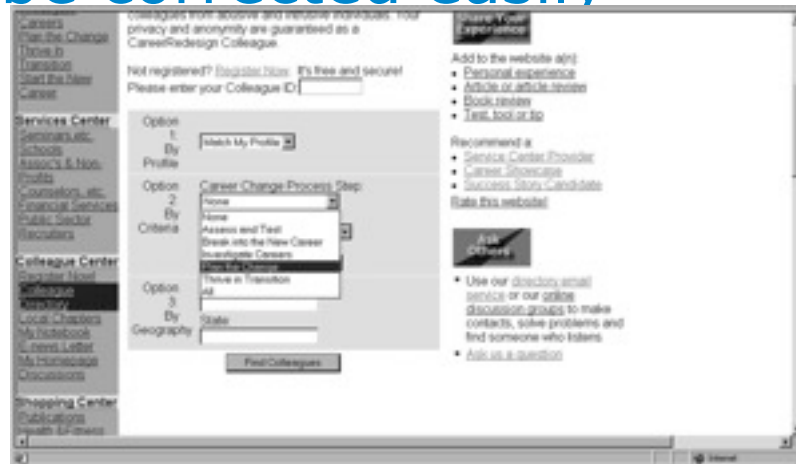 be corrected easily
Careers
Plan the Change
Thrive in
Transition
Start the New
Career
Services Center
Seminars,etc.
Schools
Assoc's & Non-
Profits
Counselors, etc.
Financial Services
Public Sector
Recruiters
Colleague Center
Register Now!
Colleague
Directory
Local Chapters
My Notebook
E-news Letter
My Homepage
Discussions
Shopping Center
Publications
Health & Fitness
colleagues from abusive and intrusive individuals. Your
privacy and anonymity are guaranteed as a
CareerRedesign Colleague.
Not registered? Register Now. It's free and secure!
Please enter your Colleague ID:
Option
1:
By
Profile
Match My Profile
Option
2:
By
Criteria
Career Change Process Step:
None
None
Assess and Test
Break into the New Career
Investigate Careers
Plan the Change
Thrive in Transition
All
Option
3:
By
Geography
State:
Find Colleagues
Share Your
Experience
Add to the website a(n):
Personal experience
Article or article review
Book review
Test, tool or tip
Recommend a:
Service Center Provider
Career Showcase
Success Story Candidate
Rate this website!
Ask
Others
Use our directory email
service or our online
discussion groups to make
contacts, solve problems and
find someone who listens.
Ask us a question
Internet